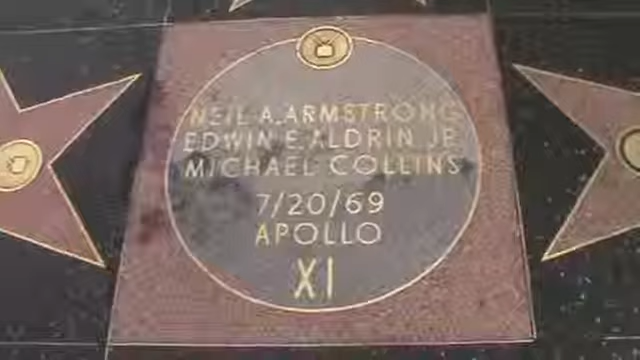 NEIL A. ARMSTRONG
EDWIN E. ALDRIN JR
MICHAEL COLLINS
7/20/69
APOLLO
XI